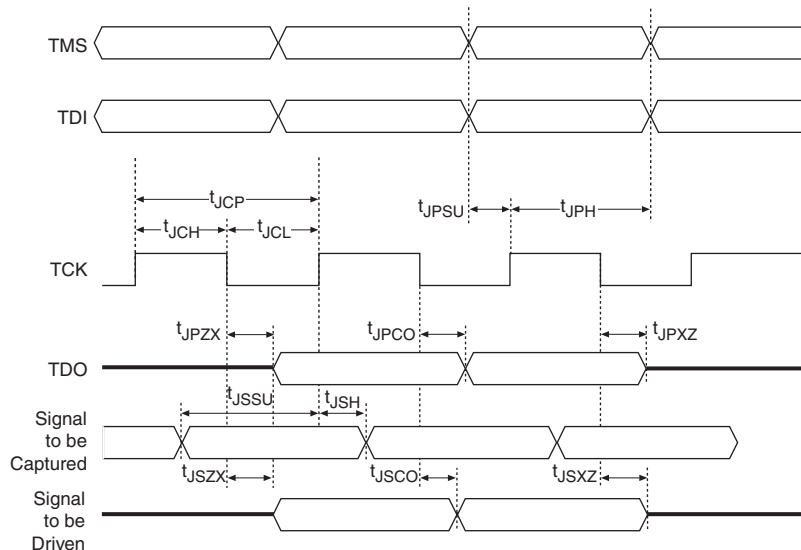 TMS
TDI
tJCP
tJPSU
tJPH
tJCH
tJCL
TCK
tJPZX
tJPCO
tJPXZ
TDO
tJSSU
tJSH
Signal
to be
Captured
tJSZX
tJSCO
tJSXZ
Signal
to be
Driven